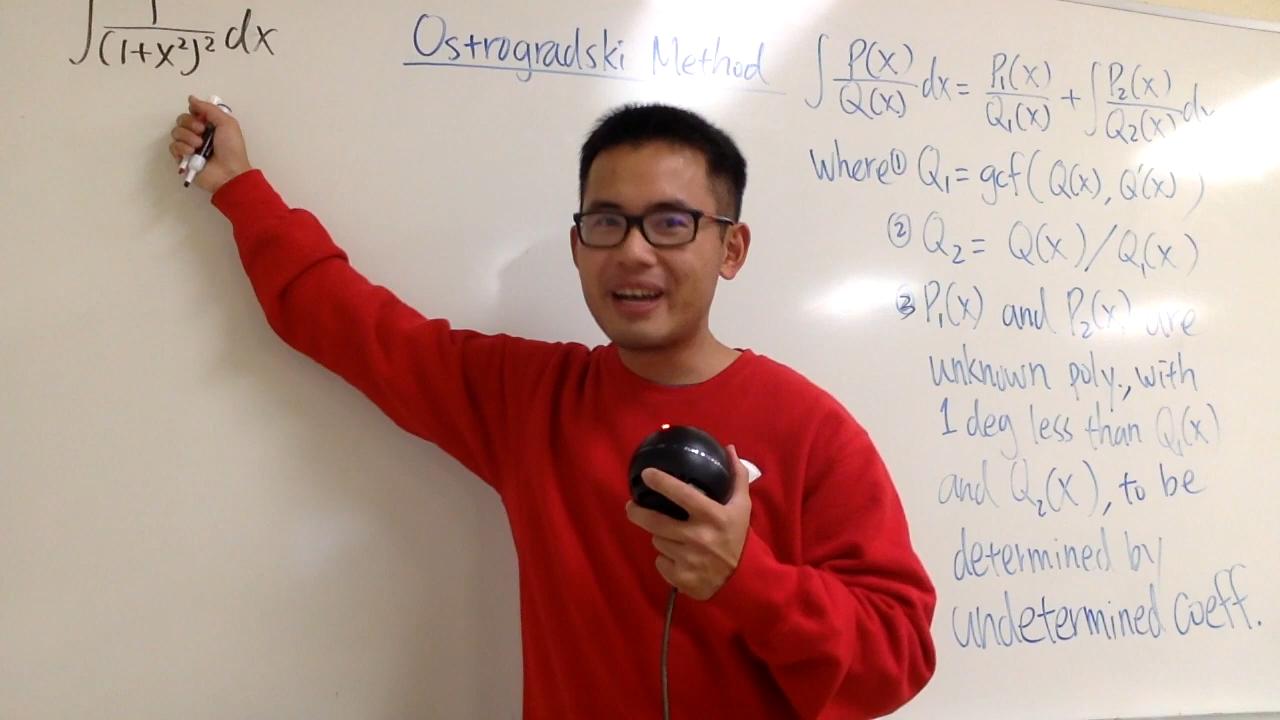 ∫ 1/(1+x²)² dx
Ostrogradski Method
∫ P(x)/Q(x) dx = P₁(x)/Q₁(x) + ∫ P₂(x)/Q₂(x) dx
where ① Q₁ = gcf(Q(x), Q'(x))
② Q₂ = Q(x)/Q₁(x)
③ P₁(x) and P₂(x) are
unknown poly., with
1 deg less than Q₁(x)
and Q₂(x), to be
determined by
undetermined coeff.